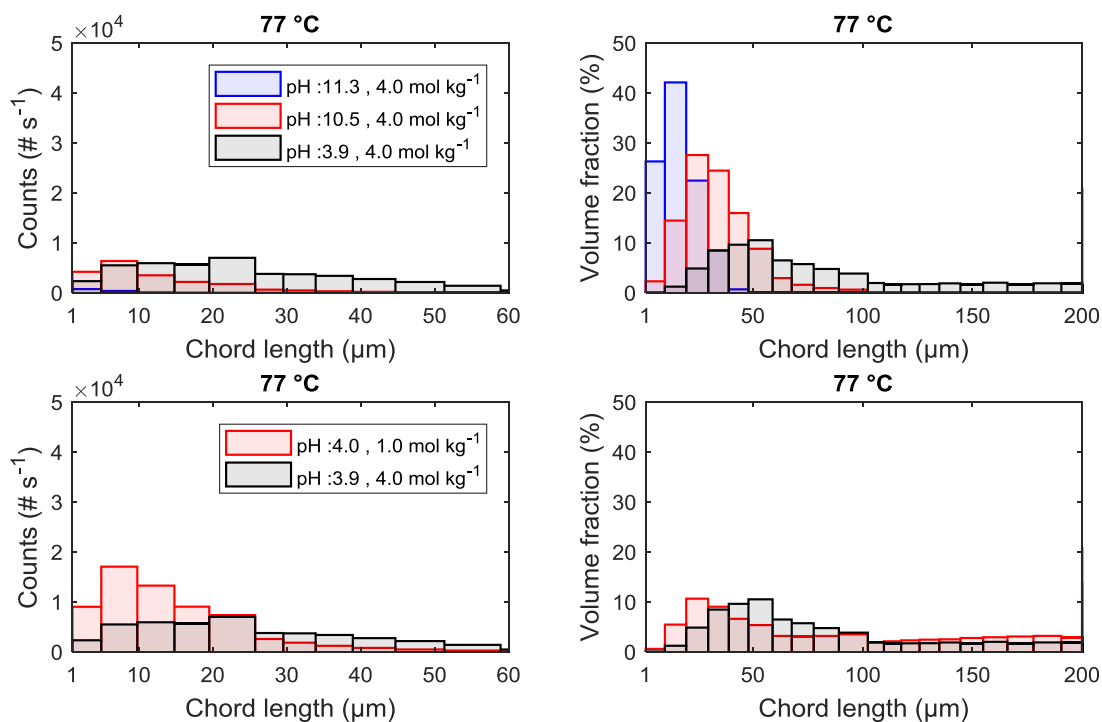 77 °C
×10⁴
Counts (# s⁻¹)
5
4
3
2
1
0
pH :11.3 , 4.0 mol kg⁻¹
pH :10.5 , 4.0 mol kg⁻¹
pH :3.9 , 4.0 mol kg⁻¹
1 10 20 30 40 50 60
Chord length (µm)
77 °C
Volume fraction (%)
50
40
30
20
10
0
1 50 100 150 200
Chord length (µm)
77 °C
×10⁴
Counts (# s⁻¹)
5
4
3
2
1
0
pH :4.0 , 1.0 mol kg⁻¹
pH :3.9 , 4.0 mol kg⁻¹
1 10 20 30 40 50 60
Chord length (µm)
77 °C
Volume fraction (%)
50
40
30
20
10
0
1 50 100 150 200
Chord length (µm)